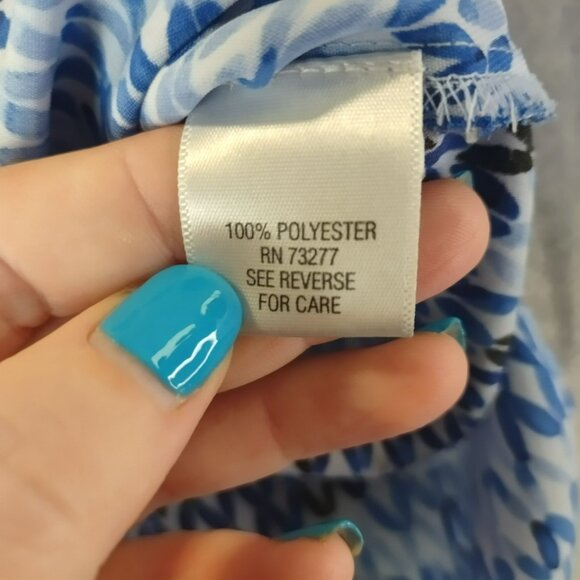 100% POLYESTER
RN 73277
SEE REVERSE
FOR CARE